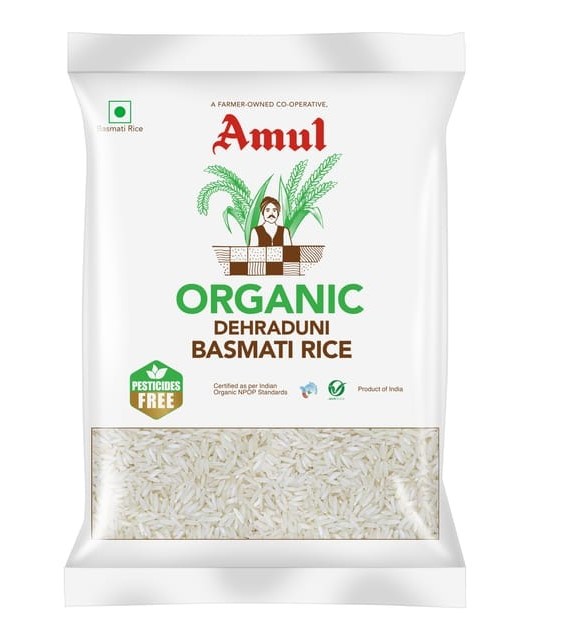 A FARMER-OWNED CO-OPERATIVE,
Amul
Basmati Rice
ORGANIC
DEHRADUNI
BASMATI RICE
PESTICIDES
FREE
Certified as per Indian
Organic NPOP Standards
Product of India